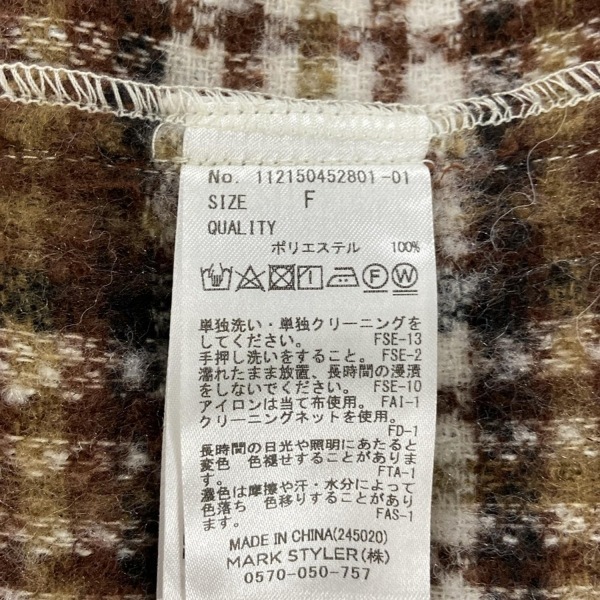 No. 112150452801-01
SIZE F
QUALITY
ポリエステル 100%
単独洗い・単独クリーニングを
してください。 FSE-13
手押し洗いをすること。 FSE-2
濡れたまま放置、長時間の浸漬
をしないでください。 FSE-10
アイロンは当て布使用。 FAI-1
クリーニングネットを使用。
FD-1
長時間の日光や照明にあたると
変色 色褪せすることがありま
す。 FTA-1
濃色は摩擦や汗・水分によって
色落ち 色移りすることがあり
ます。 FAS-1
MADE IN CHINA(245020)
MARK STYLER(株)
0570-050-757